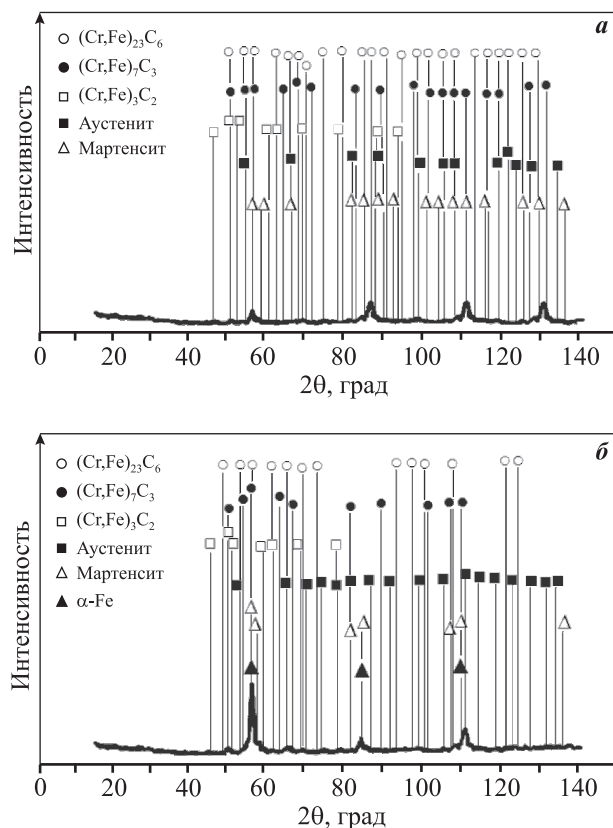 а
(Cr,Fe)₂₃C₆
(Cr,Fe)₇C₃
(Cr,Fe)₃C₂
Аустенит
Мартенсит
Интенсивность
0 20 40 60 80 100 120 140
2θ, град
б
(Cr,Fe)₂₃C₆
(Cr,Fe)₇C₃
(Cr,Fe)₃C₂
Аустенит
Мартенсит
α-Fe
Интенсивность
0 20 40 60 80 100 120 140
2θ, град